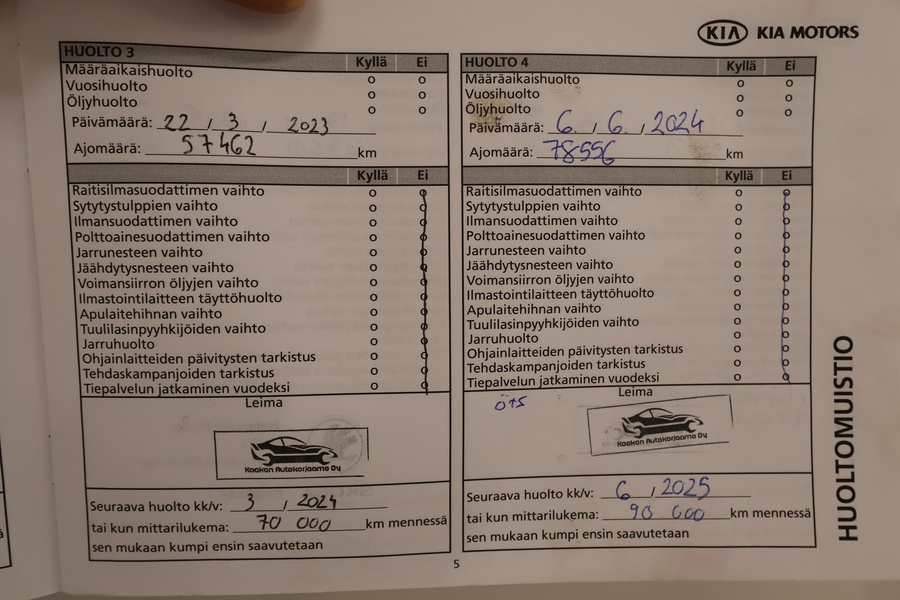 KIA KIA MOTORS
HUOLTO 3
Kyllä Ei
Määräaikaishuolto o o
Vuosihuolto o o
Öljyhuolto o o
Päivämäärä: 22 / 3 / 2023
Ajomäärä: 57462 km
Kyllä Ei
Raitisilmasuodattimen vaihto o o
Sytytystulppien vaihto o o
Ilmansuodattimen vaihto o o
Polttoainesuodattimen vaihto o o
Jarrunesteen vaihto o o
Jäähdytysnesteen vaihto o o
Voimansiirron öljyjen vaihto o o
Ilmastointilaitteen täyttöhuolto o o
Apulaitehihnan vaihto o o
Tuulilasinpyyhkijöiden vaihto o o
Jarruhuolto o o
Ohjainlaitteiden päivitysten tarkistus o o
Tehdaskampanjoiden tarkistus o o
Tiepalvelun jatkaminen vuodeksi o o
Leima
Kaakon Autokorjaamo Oy
Seuraava huolto kk/v: 3 / 2024
tai kun mittarilukema: 70 000 km mennessä
sen mukaan kumpi ensin saavutetaan
HUOLTO 4
Kyllä Ei
Määräaikaishuolto o o
Vuosihuolto o o
Öljyhuolto o o
Päivämäärä: 6. / 6 / 2024
Ajomäärä: 78556 km
Kyllä Ei
Raitisilmasuodattimen vaihto o o
Sytytystulppien vaihto o o
Ilmansuodattimen vaihto o o
Polttoainesuodattimen vaihto o o
Jarrunesteen vaihto o o
Jäähdytysnesteen vaihto o o
Voimansiirron öljyjen vaihto o o
Ilmastointilaitteen täyttöhuolto o o
Apulaitehihnan vaihto o o
Tuulilasinpyyhkijöiden vaihto o o
Jarruhuolto o o
Ohjainlaitteiden päivitysten tarkistus o o
Tehdaskampanjoiden tarkistus o o
Tiepalvelun jatkaminen vuodeksi o o
Leima
Ö+S
Kaakon Autokorjaamo Oy
Seuraava huolto kk/v: 6 / 2025
tai kun mittarilukema: 90 000 km mennessä
sen mukaan kumpi ensin saavutetaan
HUOLTOMUISTIO
5